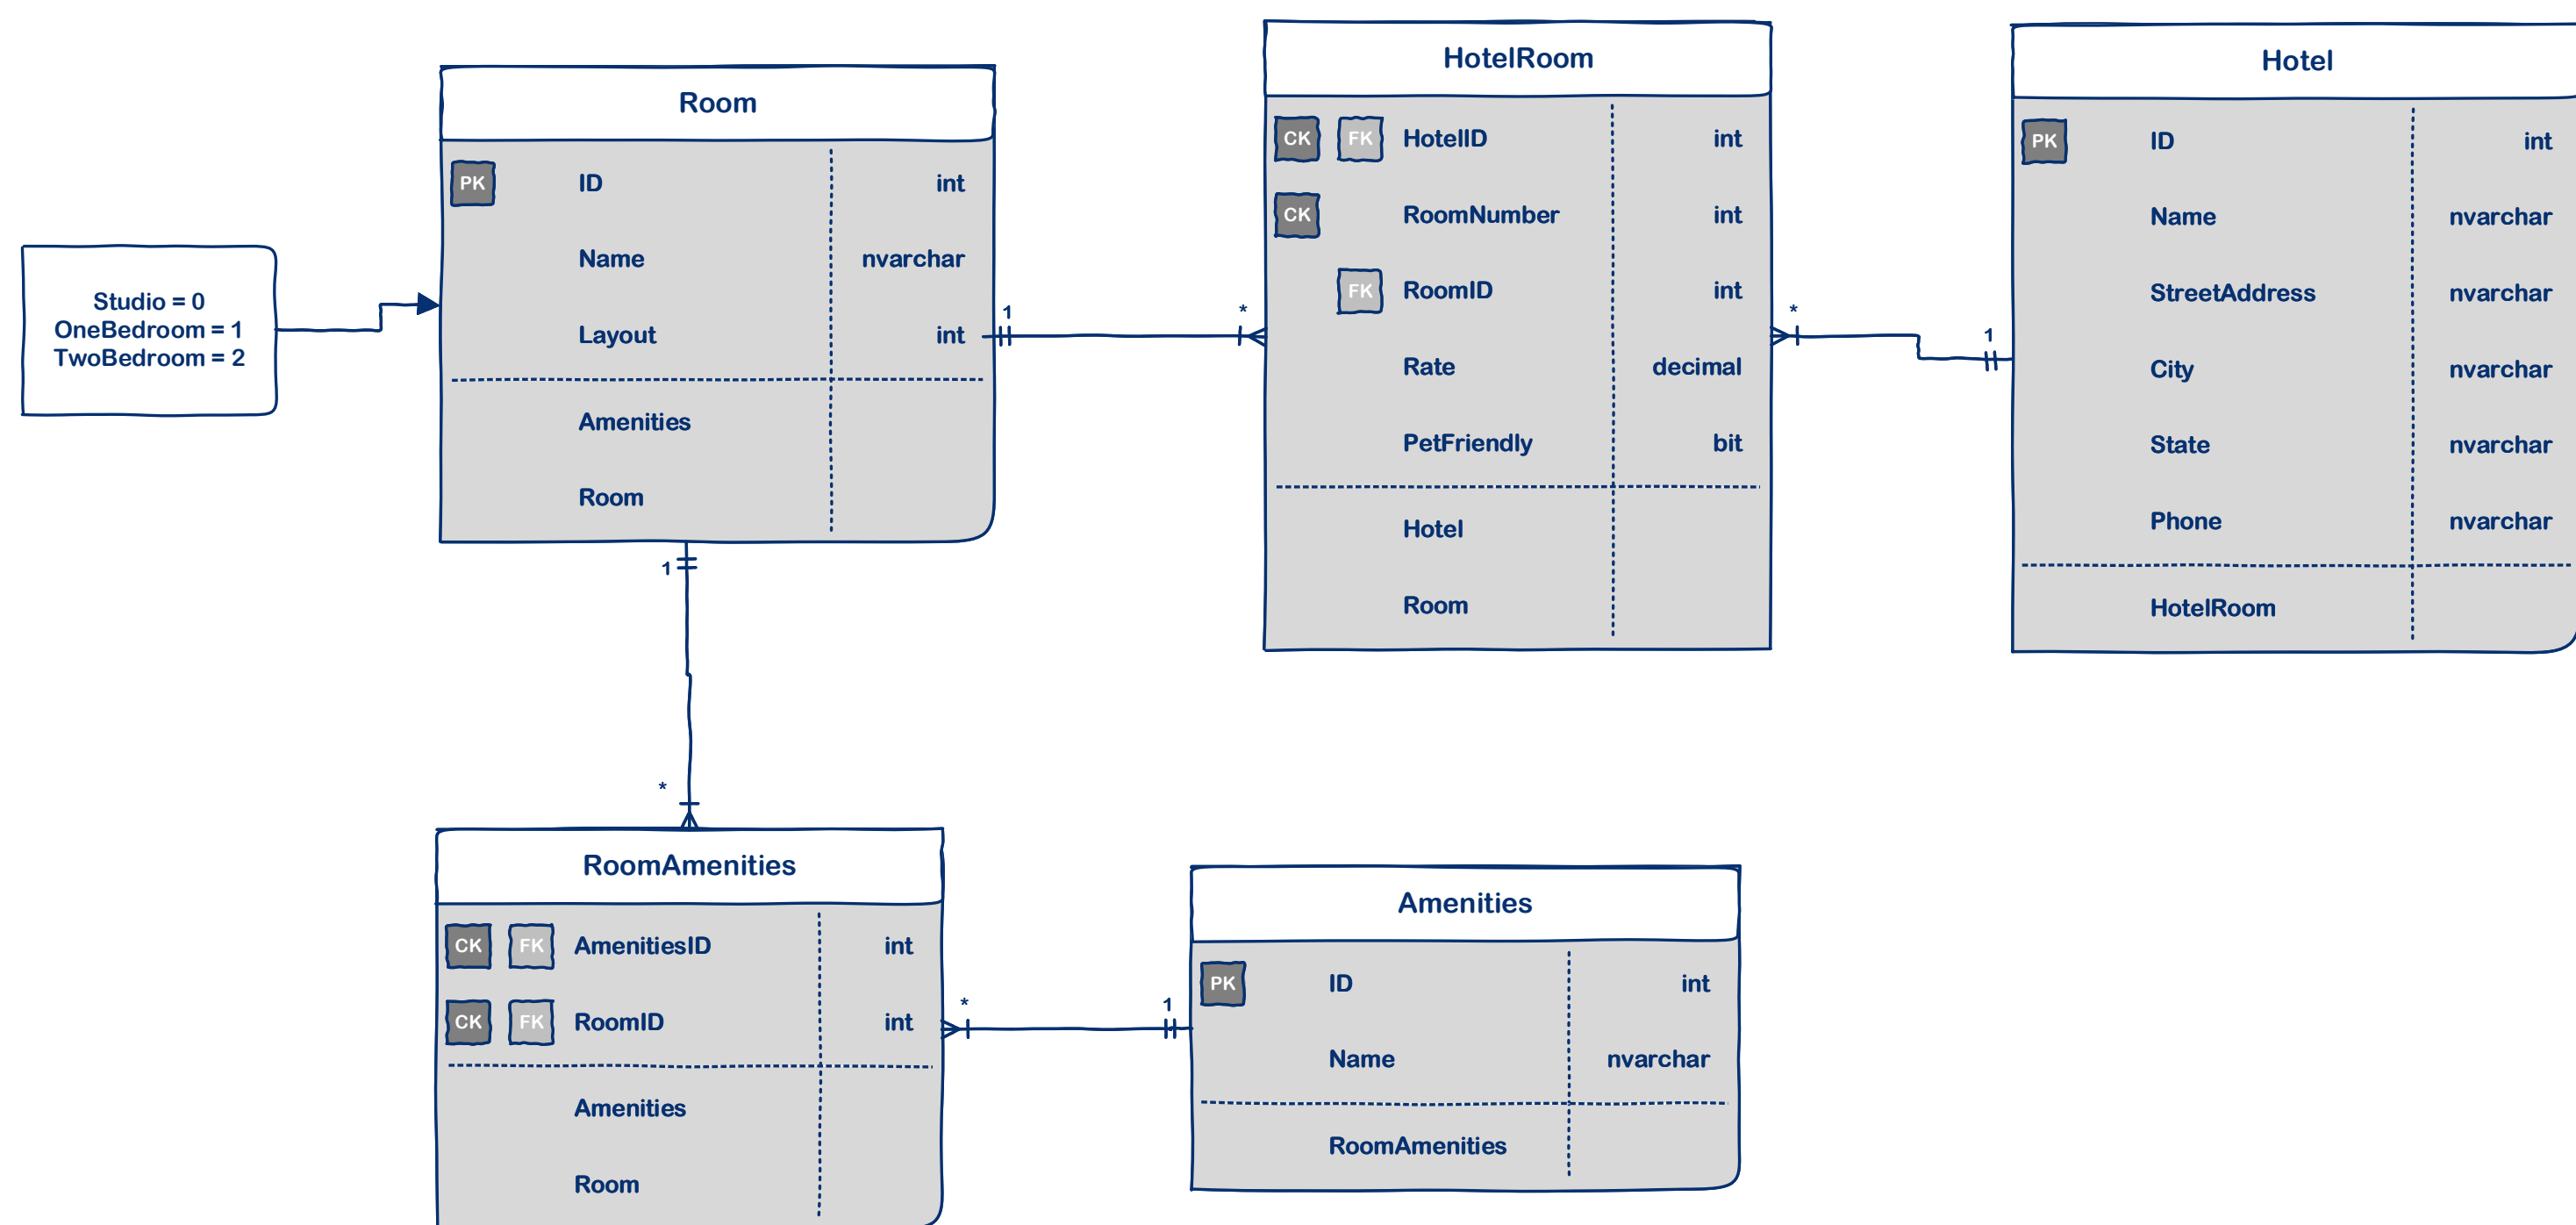 Studio = 0
OneBedroom = 1
TwoBedroom = 2
Room
PK ID int
Name nvarchar
Layout int
Amenities
Room
1 *
HotelRoom
CK FK HotelID int
CK RoomNumber int
FK RoomID int
Rate decimal
PetFriendly bit
Hotel
Room
* 1
Hotel
PK ID int
Name nvarchar
StreetAddress nvarchar
City nvarchar
State nvarchar
Phone nvarchar
HotelRoom
1
*
RoomAmenities
CK FK AmenitiesID int
CK FK RoomID int
Amenities
Room
* 1
Amenities
PK ID int
Name nvarchar
RoomAmenities